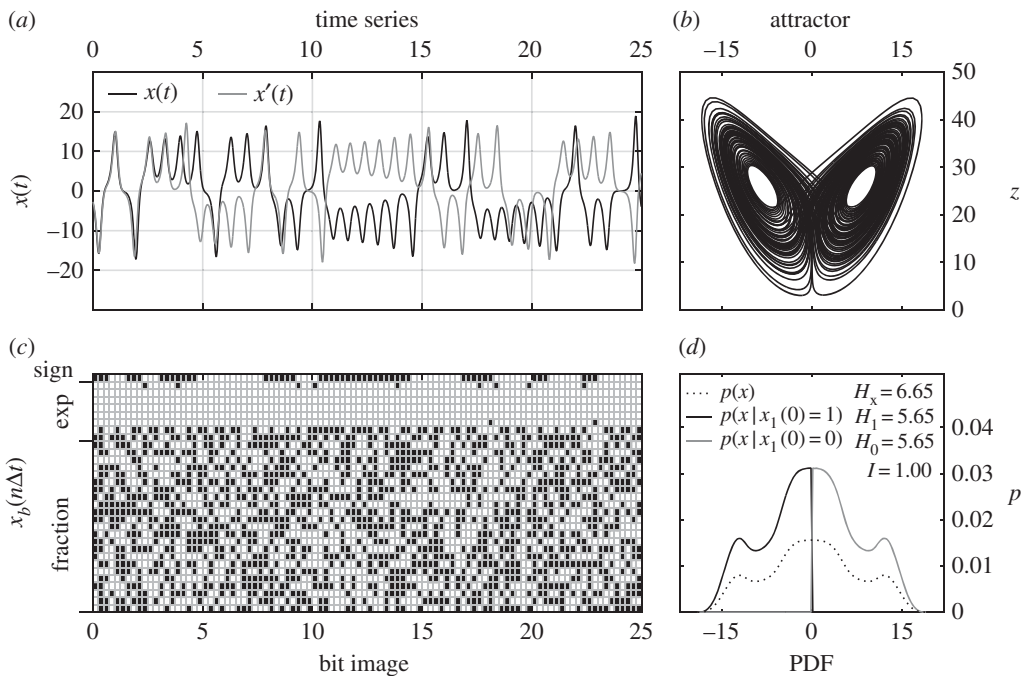 (a) time series
0 5 10 15 20 25
x(t) x′(t)
20
10
0
−10
−20
x(t)
(b) attractor
−15 0 15
50
40
30
20
10
0
z
(c)
sign
exp
fraction
x_b(nΔt)
0 5 10 15 20 25
bit image
(d)
p(x) H_x = 6.65
p(x | x_1(0) = 1) H_1 = 5.65
p(x | x_1(0) = 0) H_0 = 5.65
I = 1.00
0.04
0.03
0.02
0.01
0
p
−15 0 15
PDF